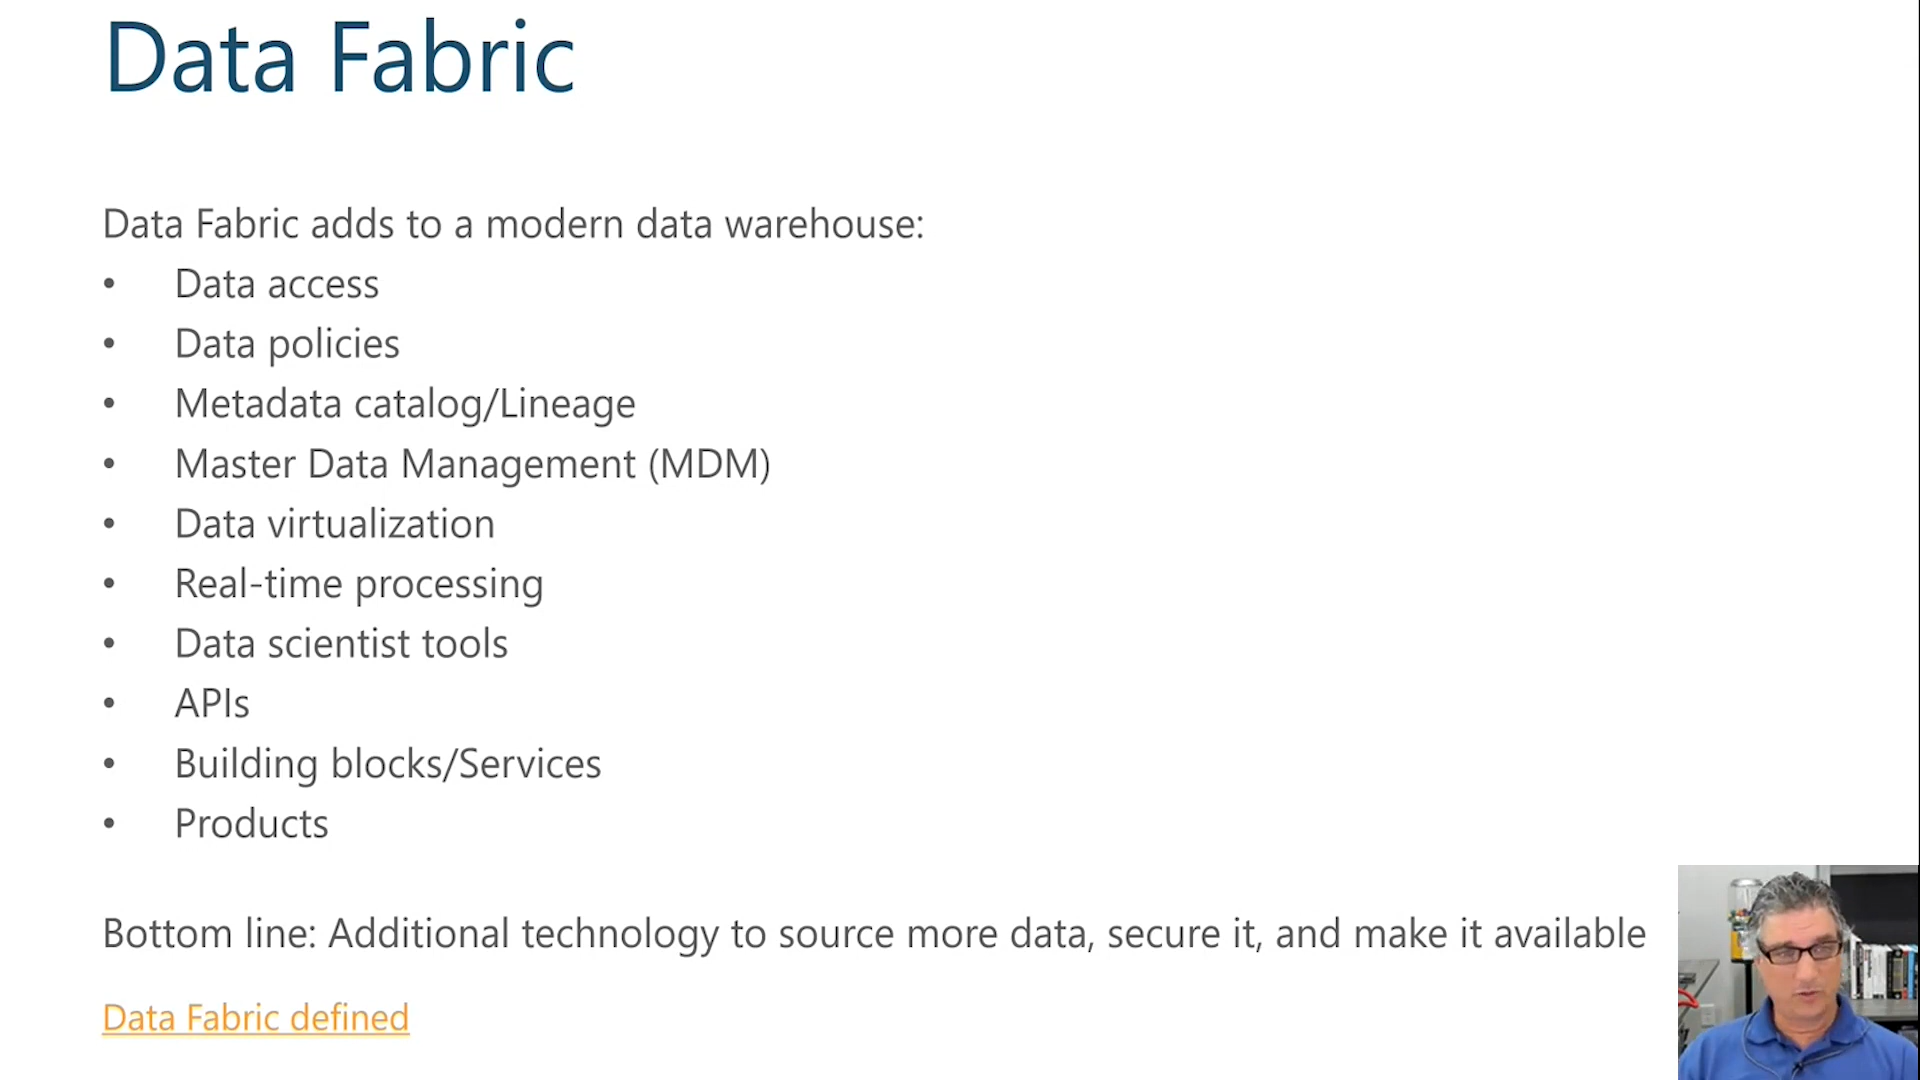 Data Fabric
Data Fabric adds to a modern data warehouse:
• Data access
• Data policies
• Metadata catalog/Lineage
• Master Data Management (MDM)
• Data virtualization
• Real-time processing
• Data scientist tools
• APIs
• Building blocks/Services
• Products
Bottom line: Additional technology to source more data, secure it, and make it available
Data Fabric defined